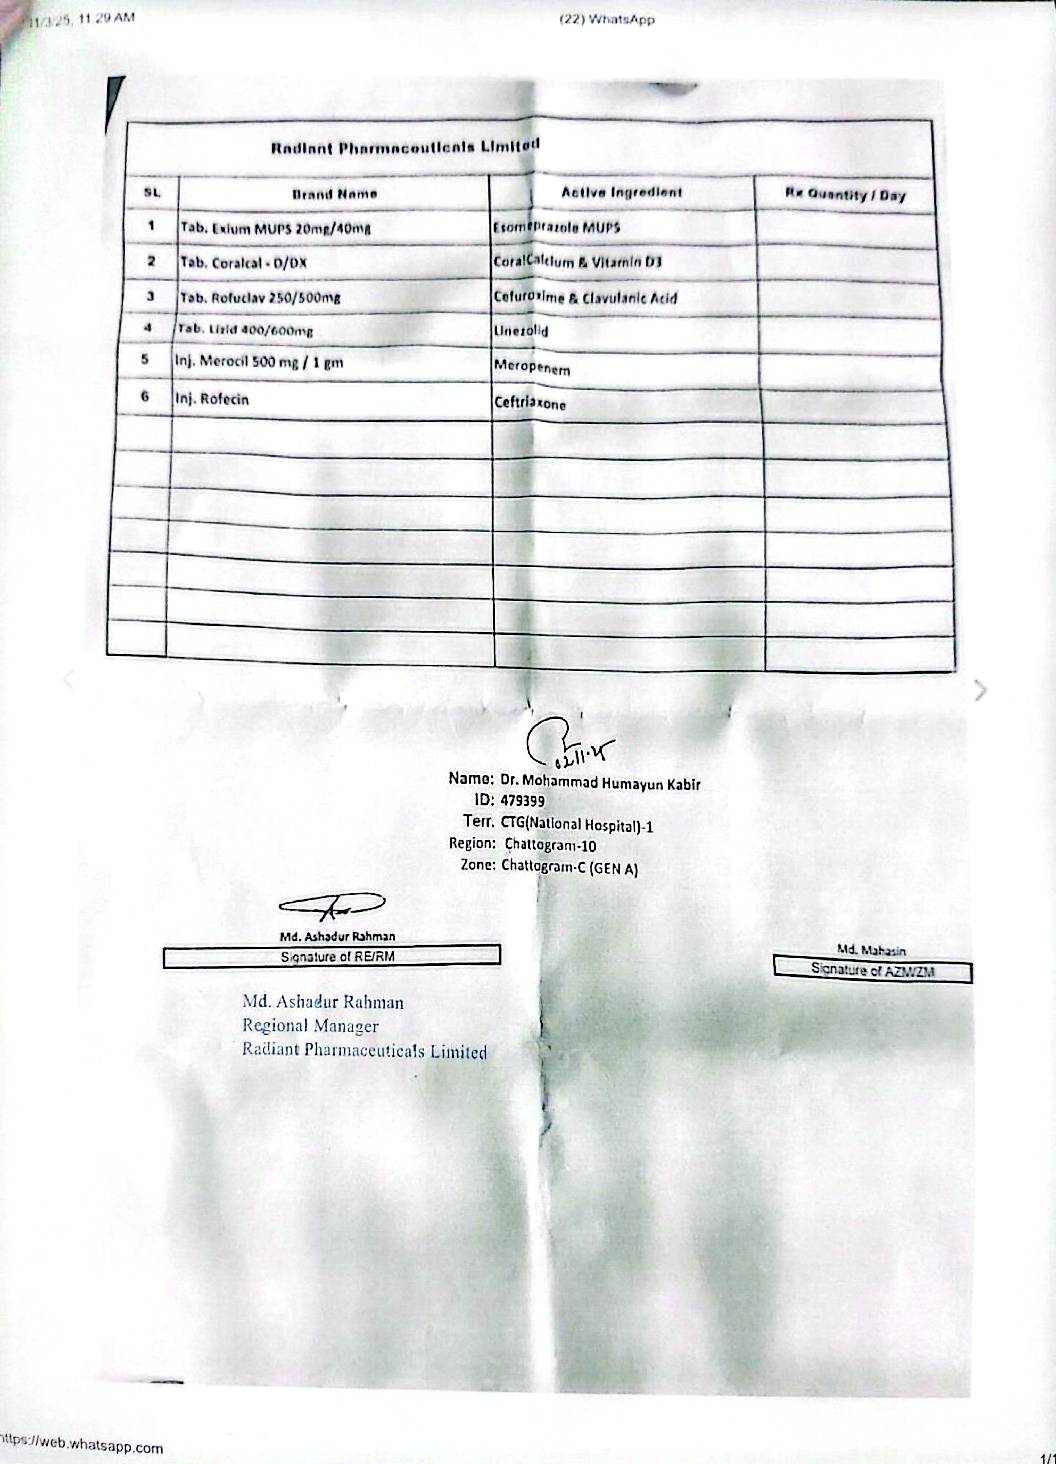 11/3/25, 11:29 AM
(22) WhatsApp
Radiant Pharmaceuticals Limited
SL Brand Name Active Ingredient Rx Quantity / Day
1 Tab. Exium MUPS 20mg/40mg Esomeprazole MUPS
2 Tab. Coralcal - D/DX CoralCalcium & Vitamin D3
3 Tab. Rofuclav 250/500mg Cefuroxime & Clavulanic Acid
4 Tab. Lizid 400/600mg Linezolid
5 Inj. Merocil 500 mg / 1 gm Meropenem
6 Inj. Rofecin Ceftriaxone
02.11.25
Name: Dr. Mohammad Humayun Kabir
ID: 479399
Terr. CTG(National Hospital)-1
Region: Chattogram-10
Zone: Chattogram-C (GEN A)
Md. Ashadur Rahman
Signature of RE/RM
Md. Mahasin
Signature of AZM/ZM
Md. Ashadur Rahman
Regional Manager
Radiant Pharmaceuticals Limited
https://web.whatsapp.com
1/1